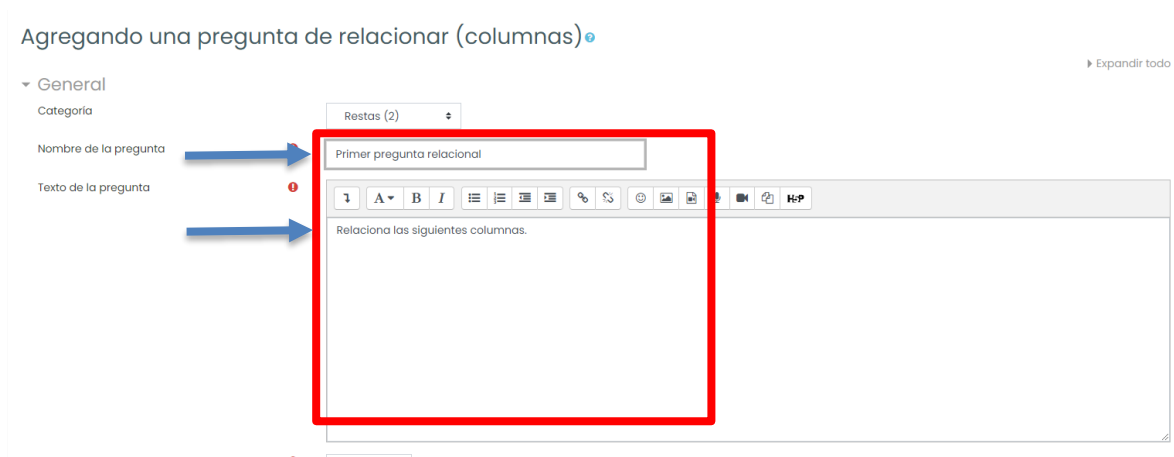 Agregando una pregunta de relacionar (columnas)
Expandir todo
General
Categoría
Restas (2)
Nombre de la pregunta
Primer pregunta relacional
Texto de la pregunta
A B I H-P
Relaciona las siguientes columnas.